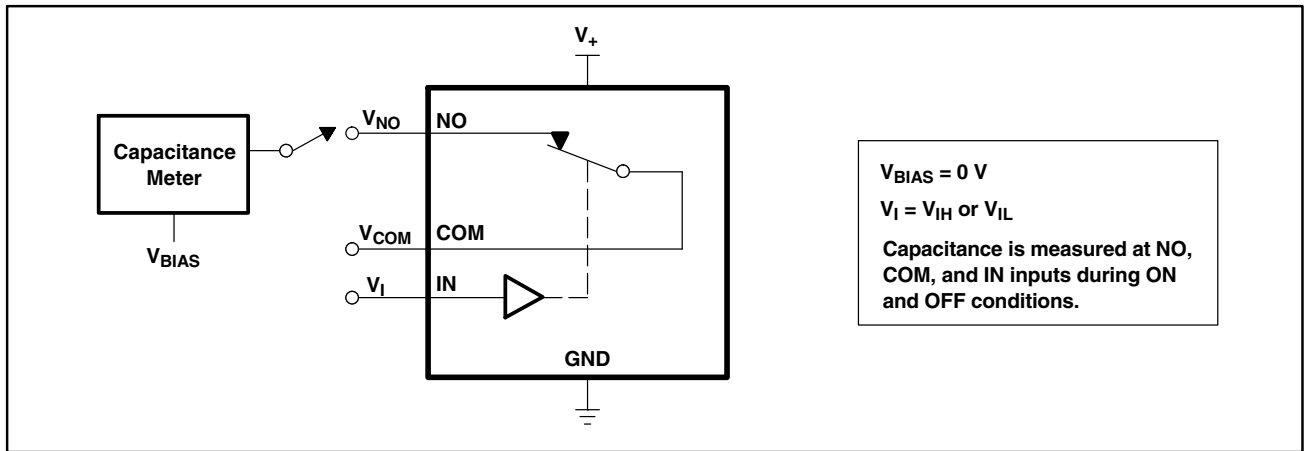 V+
Capacitance
Meter
VBIAS
VNO
NO
VCOM
COM
VI
IN
GND
VBIAS = 0 V
VI = VIH or VIL
Capacitance is measured at NO,
COM, and IN inputs during ON
and OFF conditions.